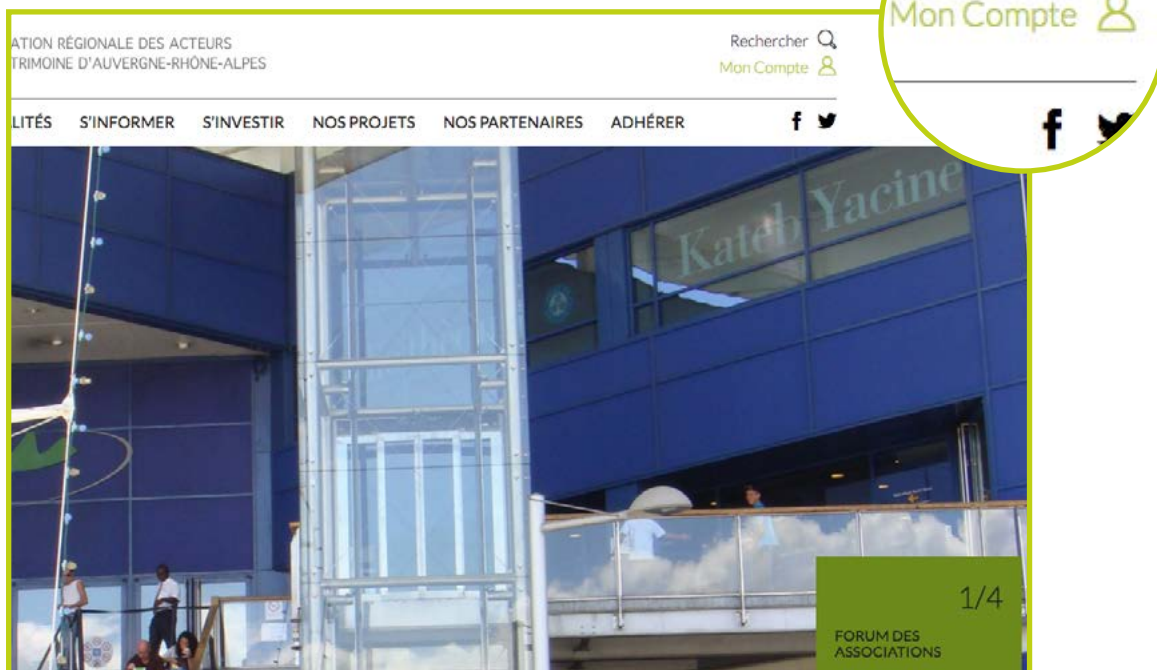 Mon Compte
ATION RÉGIONALE DES ACTEURS
TRIMOINE D'AUVERGNE-RHÔNE-ALPES
Rechercher
Mon Compte
LITÉS S'INFORMER S'INVESTIR NOS PROJETS NOS PARTENAIRES ADHÉRER
Kateb Yacine
1/4
FORUM DES
ASSOCIATIONS